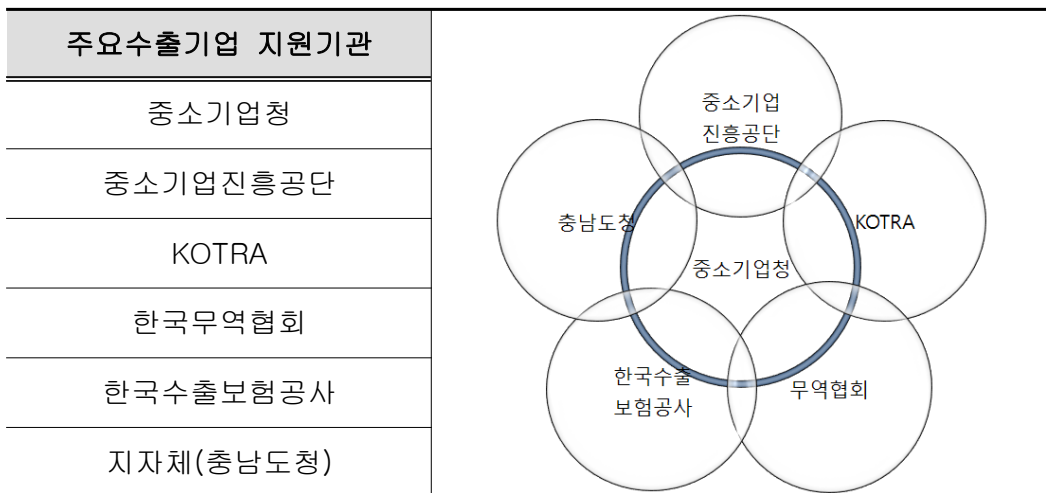 주요수출기업 지원기관
중소기업청
중소기업진흥공단
KOTRA
한국무역협회
한국수출보험공사
지자체(충남도청)
중소기업
진흥공단
충남도청
KOTRA
중소기업청
한국수출
보험공사
무역협회